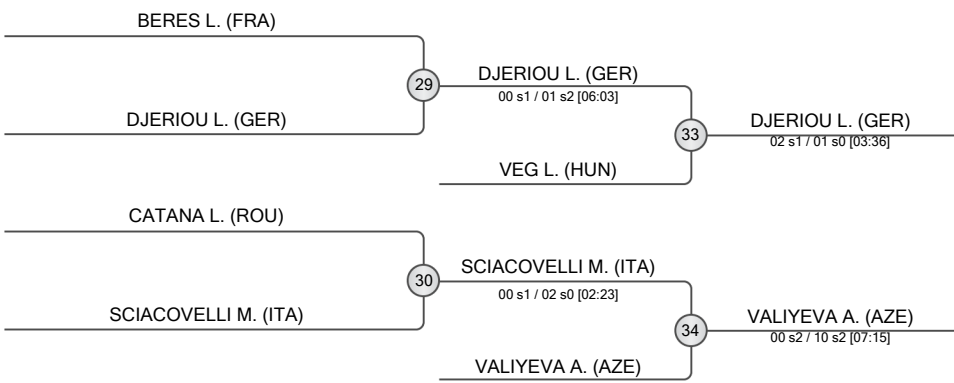 BERES L. (FRA)
29
DJERIOU L. (GER)
00 s1 / 01 s2 [06:03]
DJERIOU L. (GER)
33
DJERIOU L. (GER)
02 s1 / 01 s0 [03:36]
VEG L. (HUN)
CATANA L. (ROU)
30
SCIACOVELLI M. (ITA)
00 s1 / 02 s0 [02:23]
SCIACOVELLI M. (ITA)
34
VALIYEVA A. (AZE)
00 s2 / 10 s2 [07:15]
VALIYEVA A. (AZE)